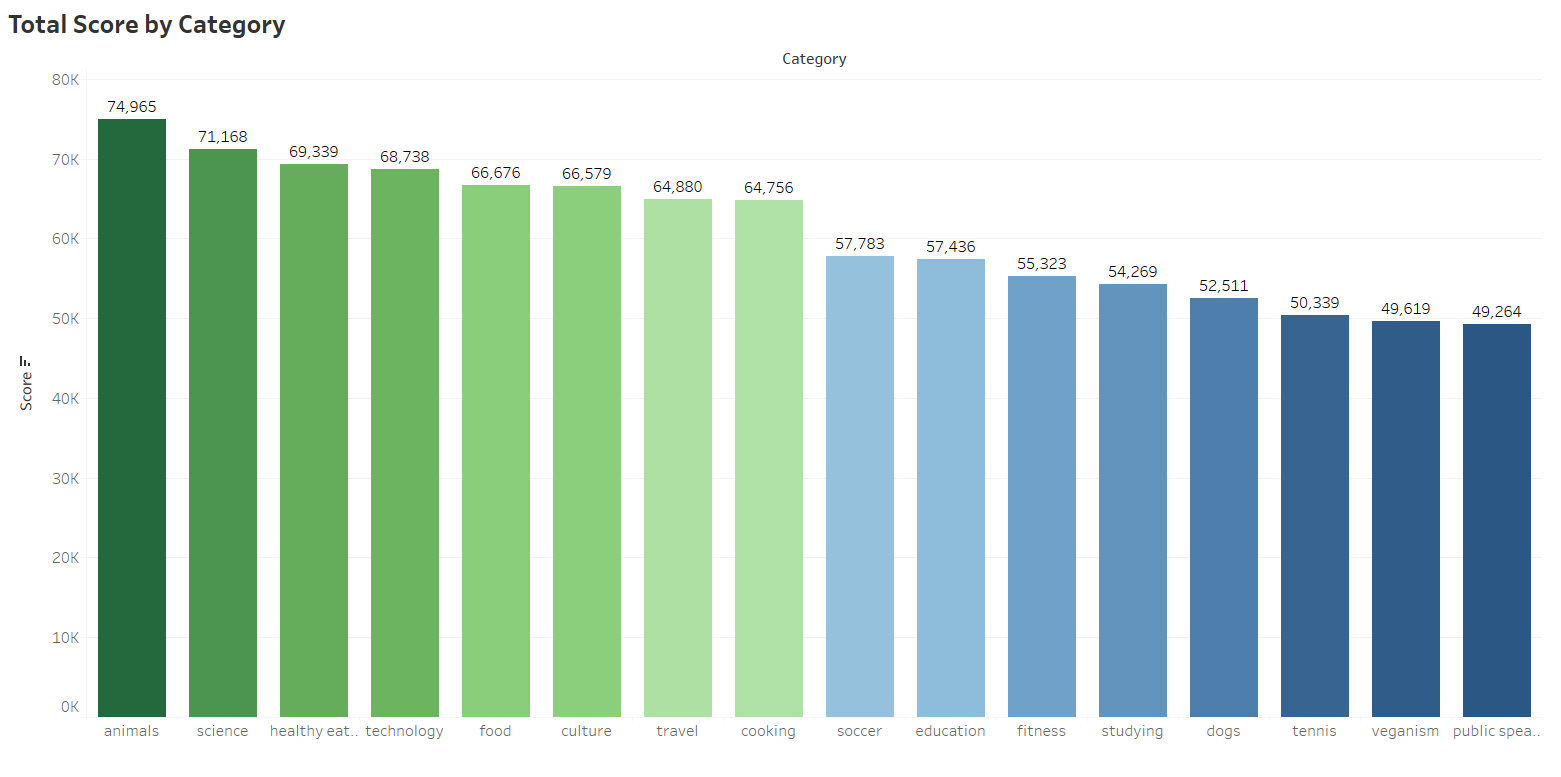 Total Score by Category
Category
80K
70K
60K
50K
40K
30K
20K
10K
0K
Score
74,965
71,168
69,339
68,738
66,676
66,579
64,880
64,756
57,783
57,436
55,323
54,269
52,511
50,339
49,619
49,264
animals science healthy eat.. technology food culture travel cooking soccer education fitness studying dogs tennis veganism public spea..